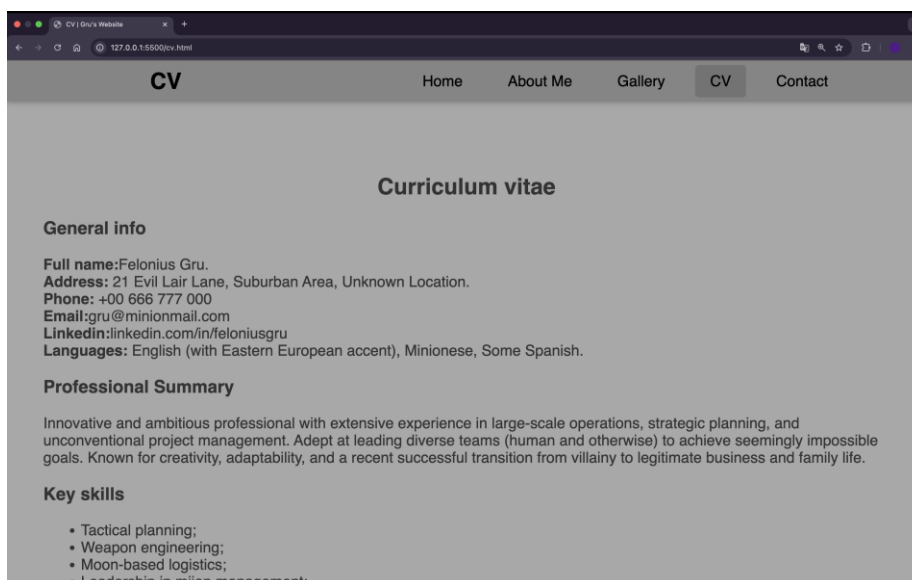 CV | Gru's Website
127.0.0.1:5500/cv.html
CV
Home About Me Gallery CV Contact
Curriculum vitae
General info
Full name:Felonius Gru.
Address: 21 Evil Lair Lane, Suburban Area, Unknown Location.
Phone: +00 666 777 000
Email:gru@minionmail.com
Linkedin:linkedin.com/in/feloniusgru
Languages: English (with Eastern European accent), Minionese, Some Spanish.
Professional Summary
Innovative and ambitious professional with extensive experience in large-scale operations, strategic planning, and
unconventional project management. Adept at leading diverse teams (human and otherwise) to achieve seemingly impossible
goals. Known for creativity, adaptability, and a recent successful transition from villainy to legitimate business and family life.
Key skills
• Tactical planning;
• Weapon engineering;
• Moon-based logistics;
• Leadership in